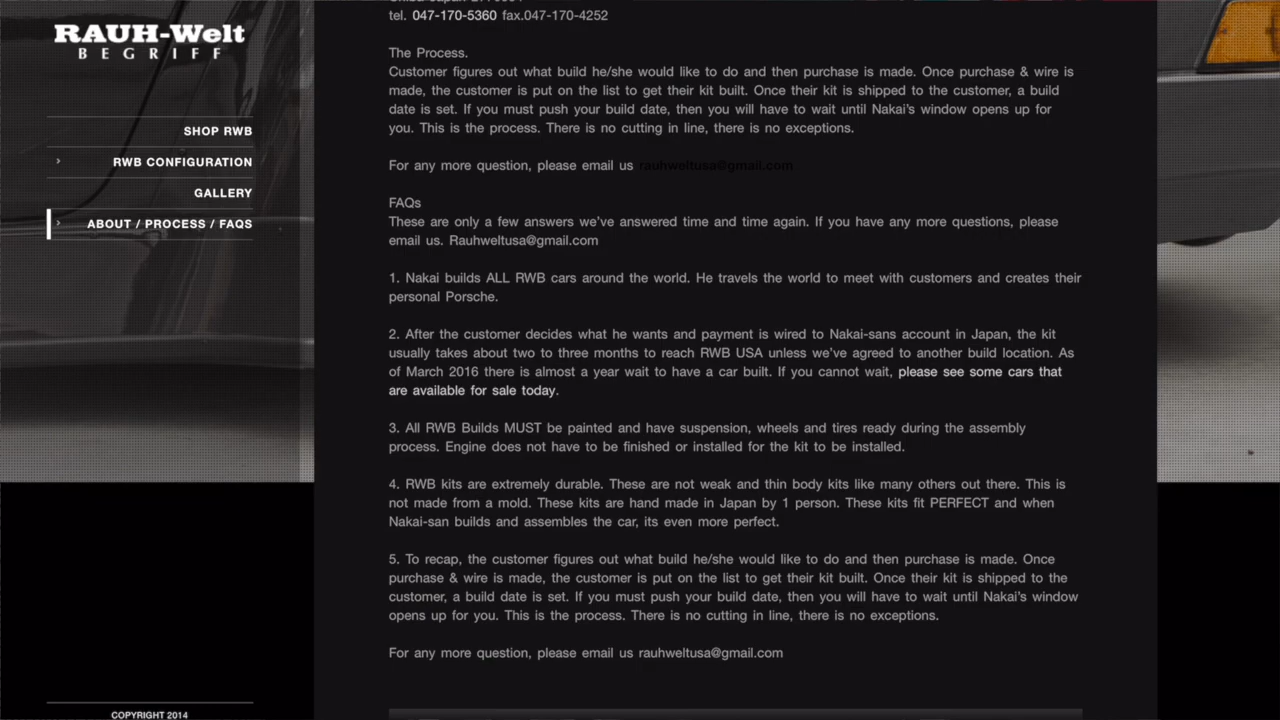 RAUH-Welt
BEGRIFF
SHOP RWB
RWB CONFIGURATION
GALLERY
ABOUT / PROCESS / FAQS
COPYRIGHT 2014
tel. 047-170-5360 fax.047-170-4252
The Process.
Customer figures out what build he/she would like to do and then purchase is made. Once purchase & wire is
made, the customer is put on the list to get their kit built. Once their kit is shipped to the customer, a build
date is set. If you must push your build date, then you will have to wait until Nakai's window opens up for
you. This is the process. There is no cutting in line, there is no exceptions.
For any more question, please email us rauhweltusa@gmail.com
FAQs
These are only a few answers we've answered time and time again. If you have any more questions, please
email us. Rauhweltusa@gmail.com
1. Nakai builds ALL RWB cars around the world. He travels the world to meet with customers and creates their
personal Porsche.
2. After the customer decides what he wants and payment is wired to Nakai-sans account in Japan, the kit
usually takes about two to three months to reach RWB USA unless we've agreed to another build location. As
of March 2016 there is almost a year wait to have a car built. If you cannot wait, please see some cars that
are available for sale today.
3. All RWB Builds MUST be painted and have suspension, wheels and tires ready during the assembly
process. Engine does not have to be finished or installed for the kit to be installed.
4. RWB kits are extremely durable. These are not weak and thin body kits like many others out there. This is
not made from a mold. These kits are hand made in Japan by 1 person. These kits fit PERFECT and when
Nakai-san builds and assembles the car, its even more perfect.
5. To recap, the customer figures out what build he/she would like to do and then purchase is made. Once
purchase & wire is made, the customer is put on the list to get their kit built. Once their kit is shipped to the
customer, a build date is set. If you must push your build date, then you will have to wait until Nakai's window
opens up for you. This is the process. There is no cutting in line, there is no exceptions.
For any more question, please email us rauhweltusa@gmail.com